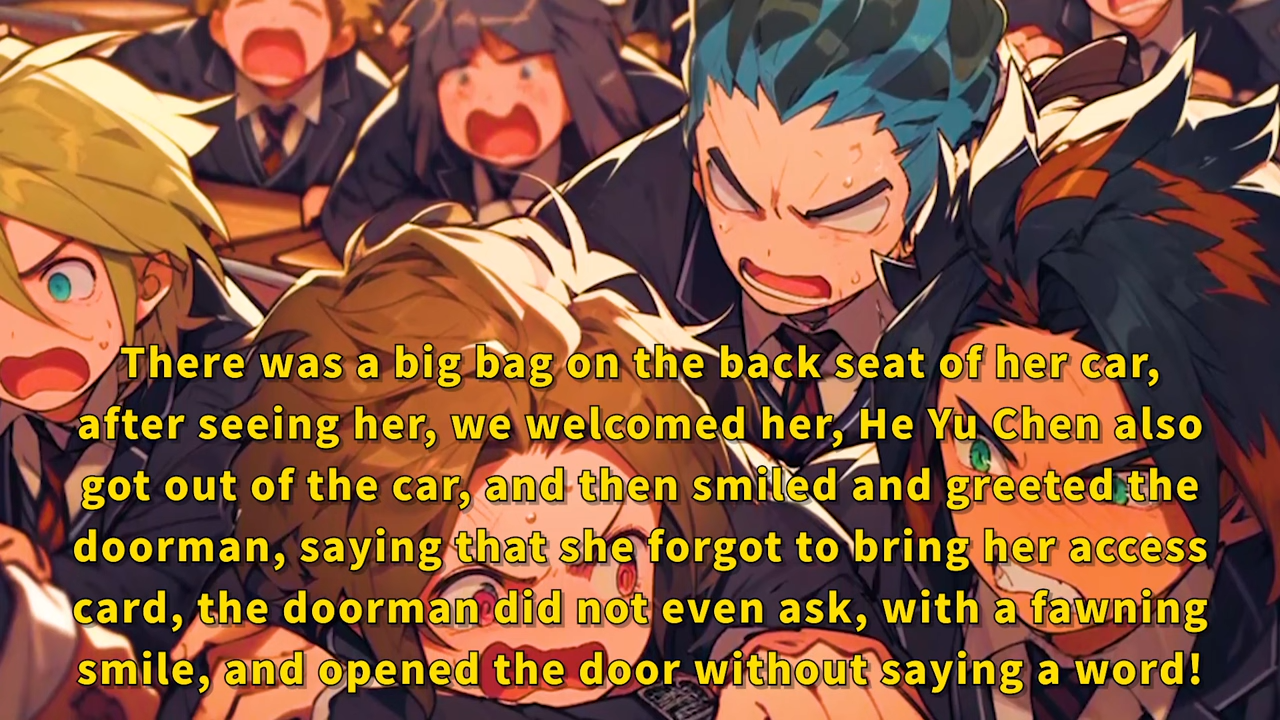 There was a big bag on the back seat of her car,
after seeing her, we welcomed her, He Yu Chen also
got out of the car, and then smiled and greeted the
doorman, saying that she forgot to bring her access
card, the doorman did not even ask, with a fawning
smile, and opened the door without saying a word!